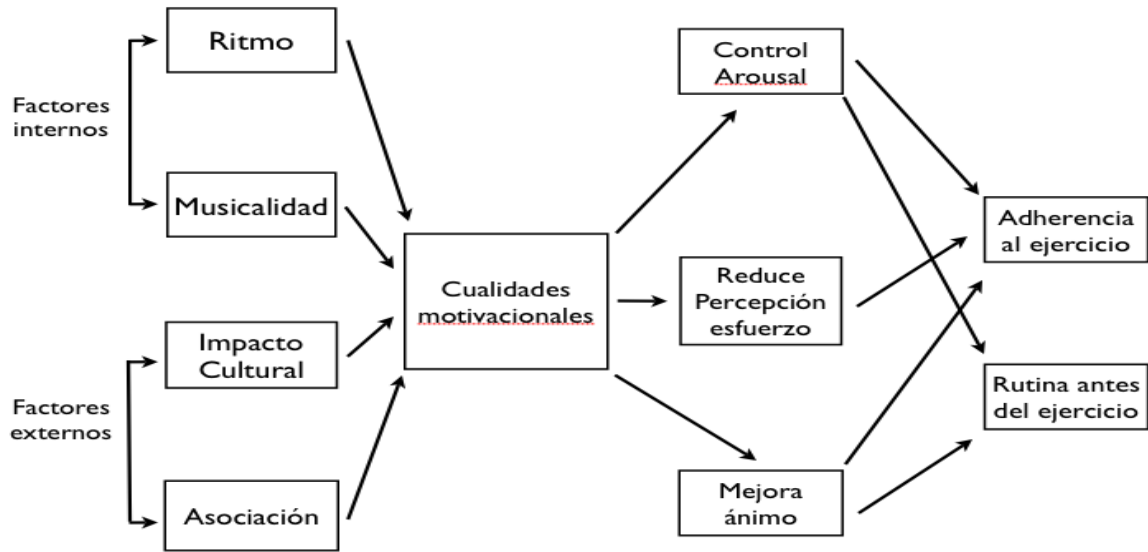 Factores
internos
Ritmo
Musicalidad
Factores
externos
Impacto
Cultural
Asociación
Cualidades
motivacionales
Control
Arousal
Reduce
Percepción
esfuerzo
Mejora
ánimo
Adherencia
al ejercicio
Rutina antes
del ejercicio